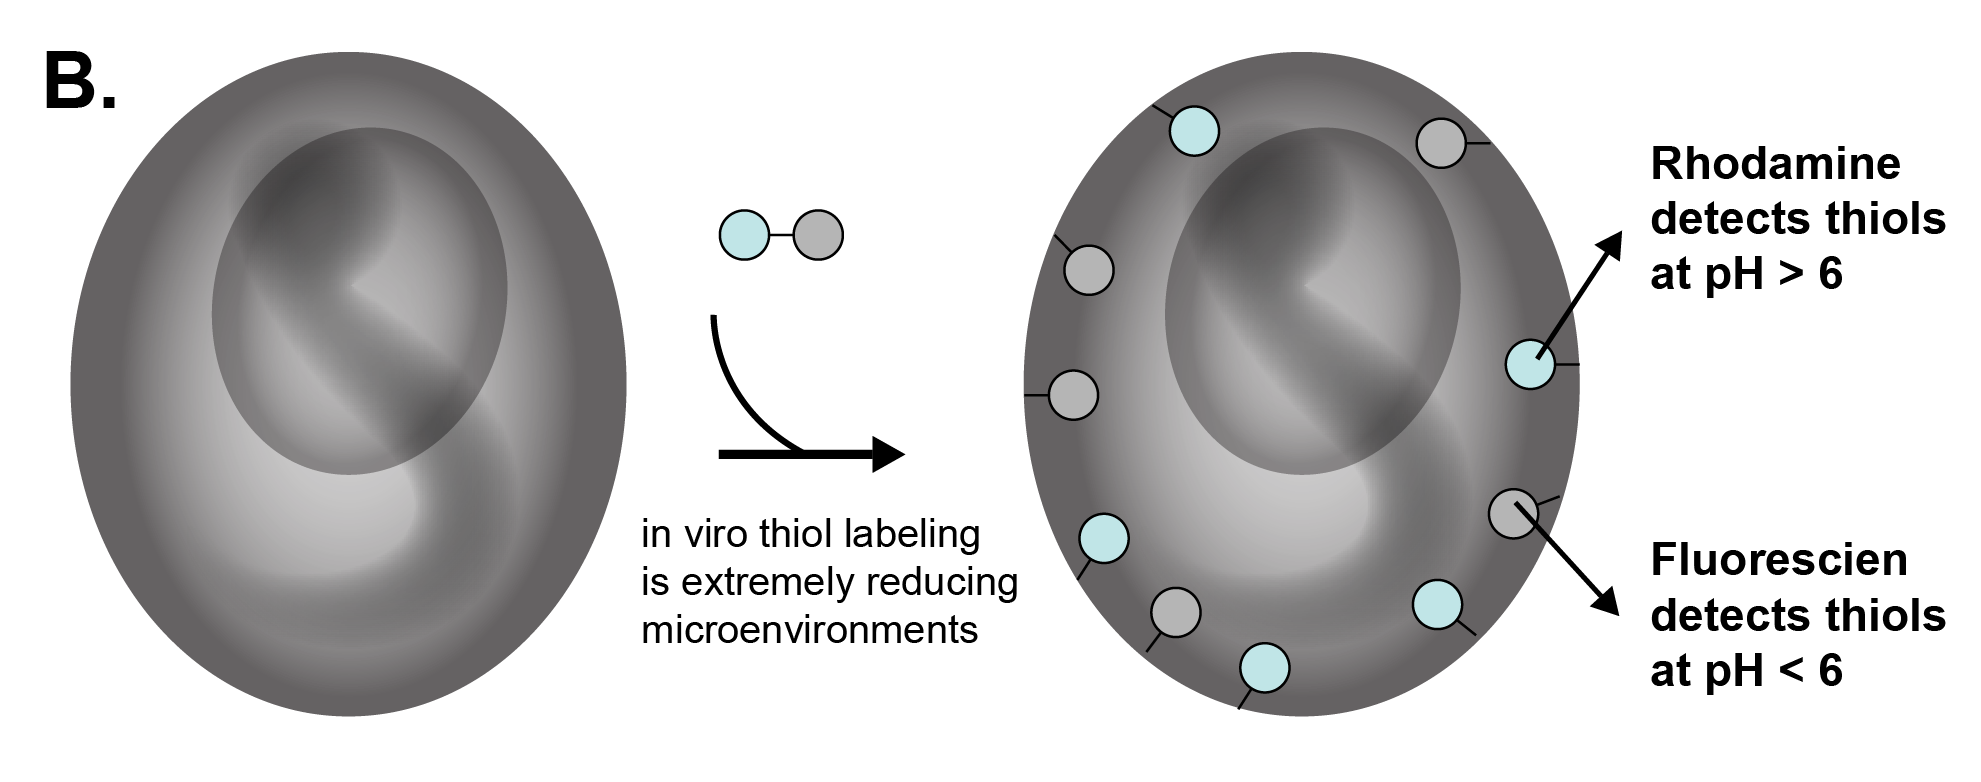 B.
in viro thiol labeling
is extremely reducing
microenvironments
Rhodamine
detects thiols
at pH > 6
Fluorescien
detects thiols
at pH < 6